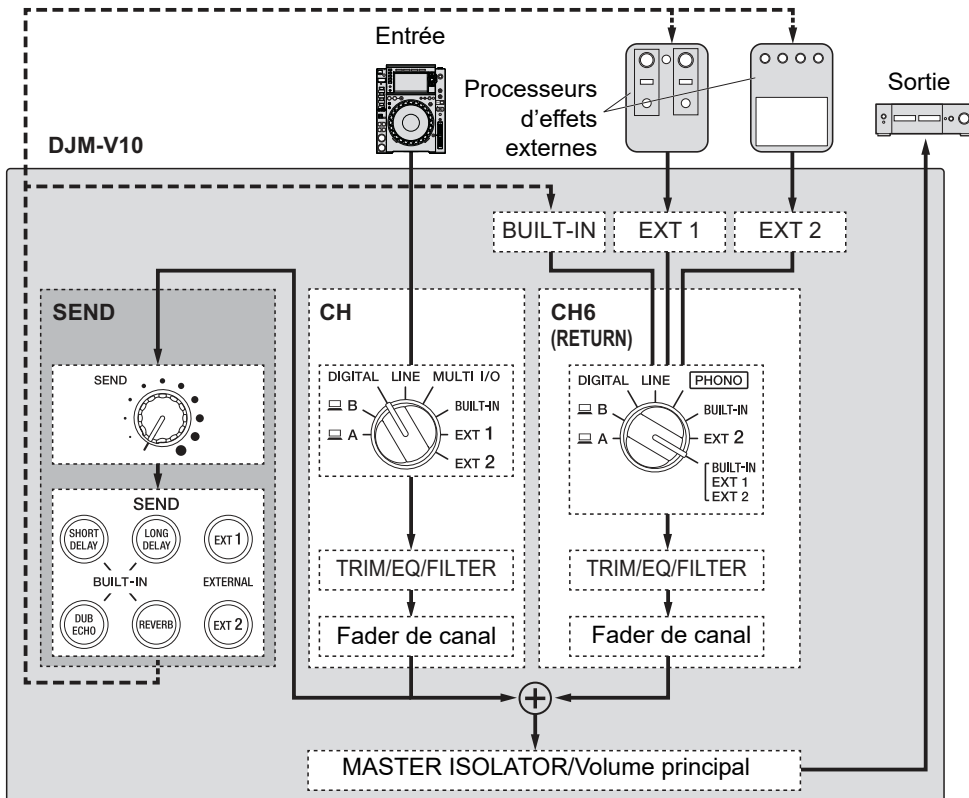 Entrée
Processeurs
d'effets
externes
Sortie
DJM-V10
BUILT-IN
EXT 1
EXT 2
SEND
SEND
SEND
SHORT
DELAY
LONG
DELAY
EXT 1
BUILT-IN
EXTERNAL
DUB
ECHO
REVERB
EXT 2
CH
DIGITAL
LINE
MULTI I/O
B
BUILT-IN
A
EXT 1
EXT 2
TRIM/EQ/FILTER
Fader de canal
CH6
(RETURN)
DIGITAL
LINE
PHONO
B
BUILT-IN
A
EXT 2
BUILT-IN
EXT 1
EXT 2
TRIM/EQ/FILTER
Fader de canal
MASTER ISOLATOR/Volume principal